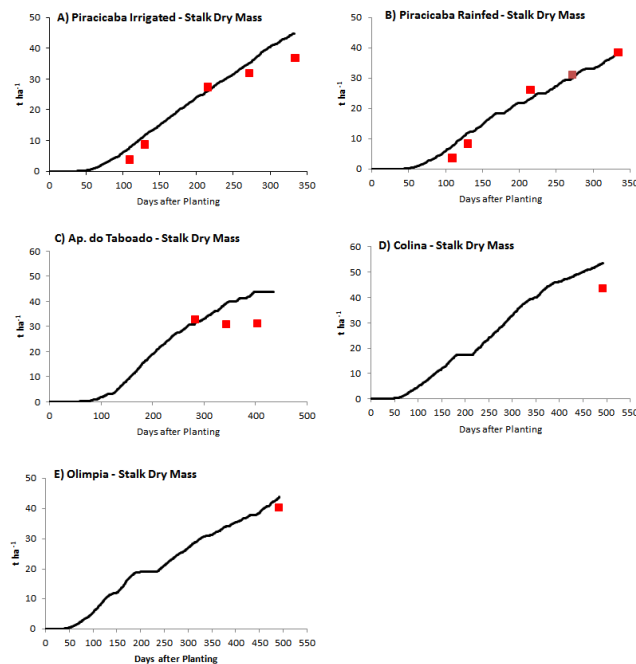 A) Piracicaba Irrigated - Stalk Dry Mass
50
40
30
20
10
0
t ha⁻¹
0 50 100 150 200 250 300 350
Days after Planting
B) Piracicaba Rainfed - Stalk Dry Mass
50
40
30
20
10
0
t ha⁻¹
0 50 100 150 200 250 300 350
Days after Planting
C) Ap. do Taboado - Stalk Dry Mass
60
50
40
30
20
10
0
t ha⁻¹
0 100 200 300 400 500
Days after Planting
D) Colina - Stalk Dry Mass
60
50
40
30
20
10
0
t ha⁻¹
0 50 100 150 200 250 300 350 400 450 500 550
Days after Planting
E) Olimpia - Stalk Dry Mass
50
40
30
20
10
0
t ha⁻¹
0 50 100 150 200 250 300 350 400 450 500 550
Days after Planting